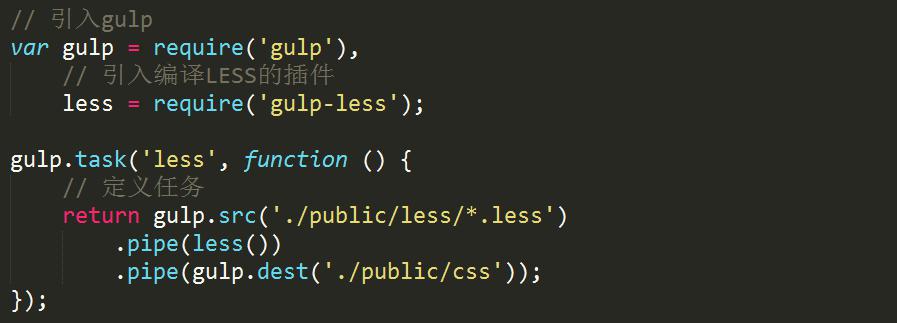 // 引入gulp
var gulp = require('gulp'),
    // 引入编译LESS的插件
    less = require('gulp-less');

gulp.task('less', function () {
    // 定义任务
    return gulp.src('./public/less/*.less')
        .pipe(less())
        .pipe(gulp.dest('./public/css'));
});